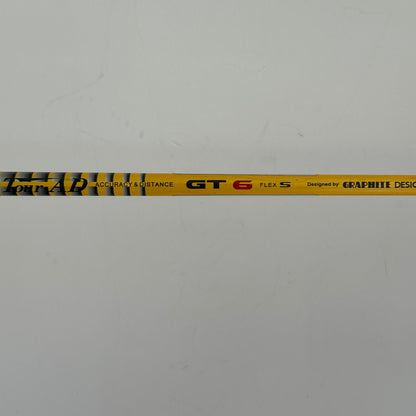 Tour AD ACCURACY & DISTANCE GT 6 FLEX S Designed by GRAPHITE DESIG